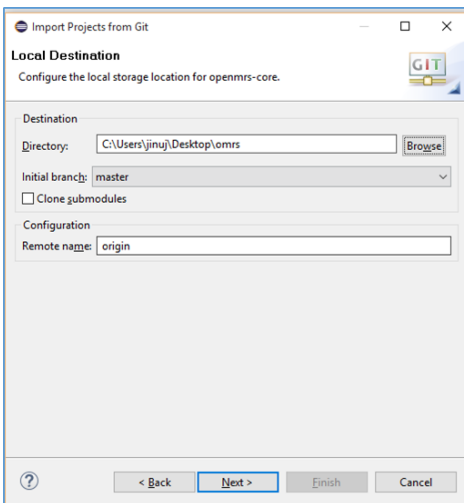 Import Projects from Git
Local Destination
Configure the local storage location for openmrs-core.
GIT
Destination
Directory: C:\Users\jinuj\Desktop\omrs Browse
Initial branch: master
Clone submodules
Configuration
Remote name: origin
? < Back Next > Finish Cancel